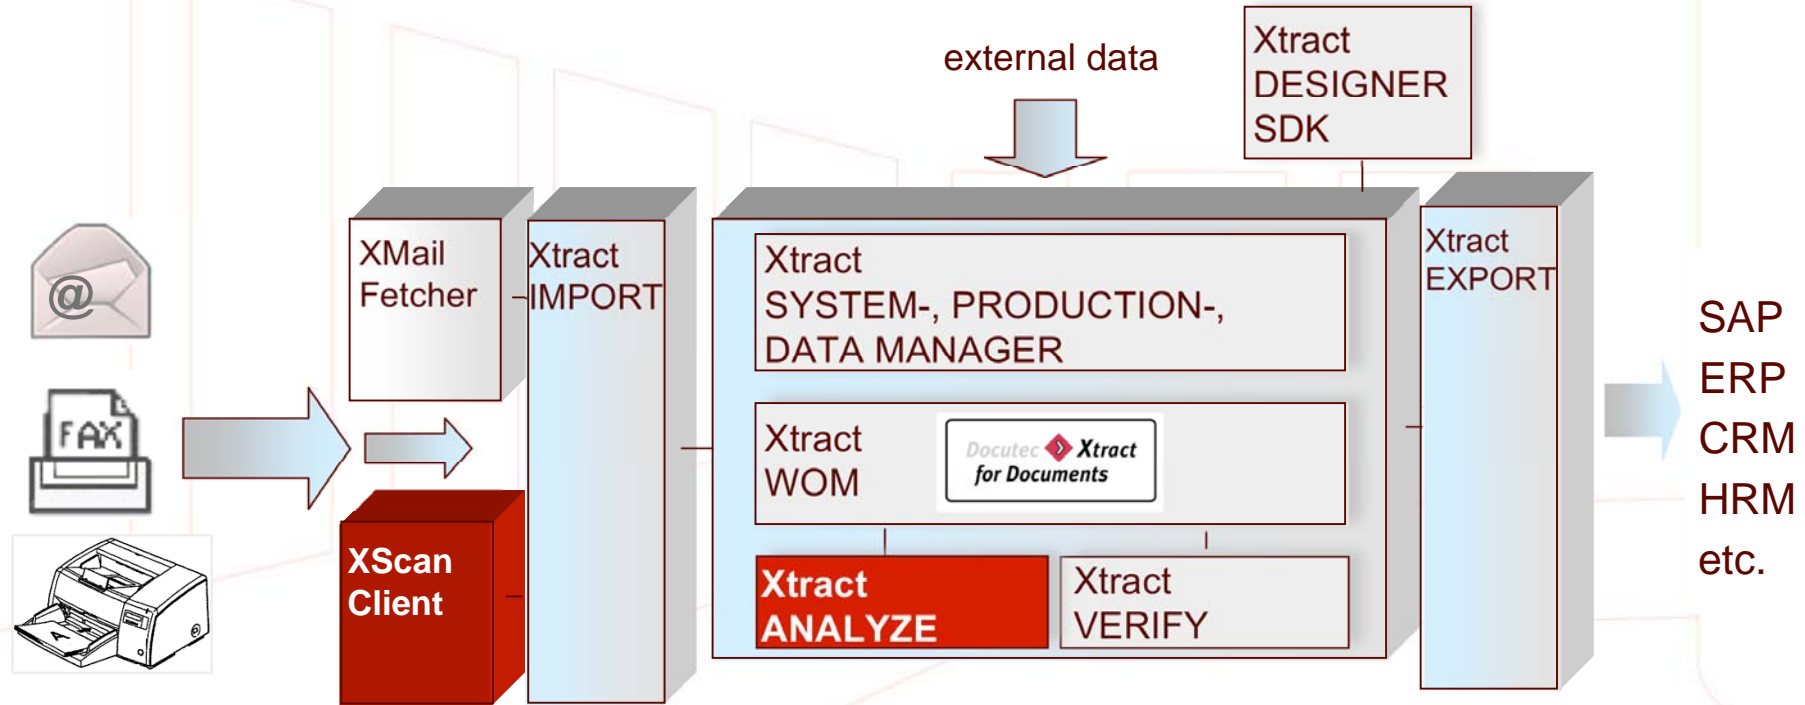 external data
Xtract
DESIGNER
SDK
@
FAX
XMail
Fetcher
XScan
Client
Xtract
IMPORT
Xtract
SYSTEM-, PRODUCTION-,
DATA MANAGER
Xtract
WOM
Docutec Xtract
for Documents
Xtract
ANALYZE
Xtract
VERIFY
Xtract
EXPORT
SAP
ERP
CRM
HRM
etc.